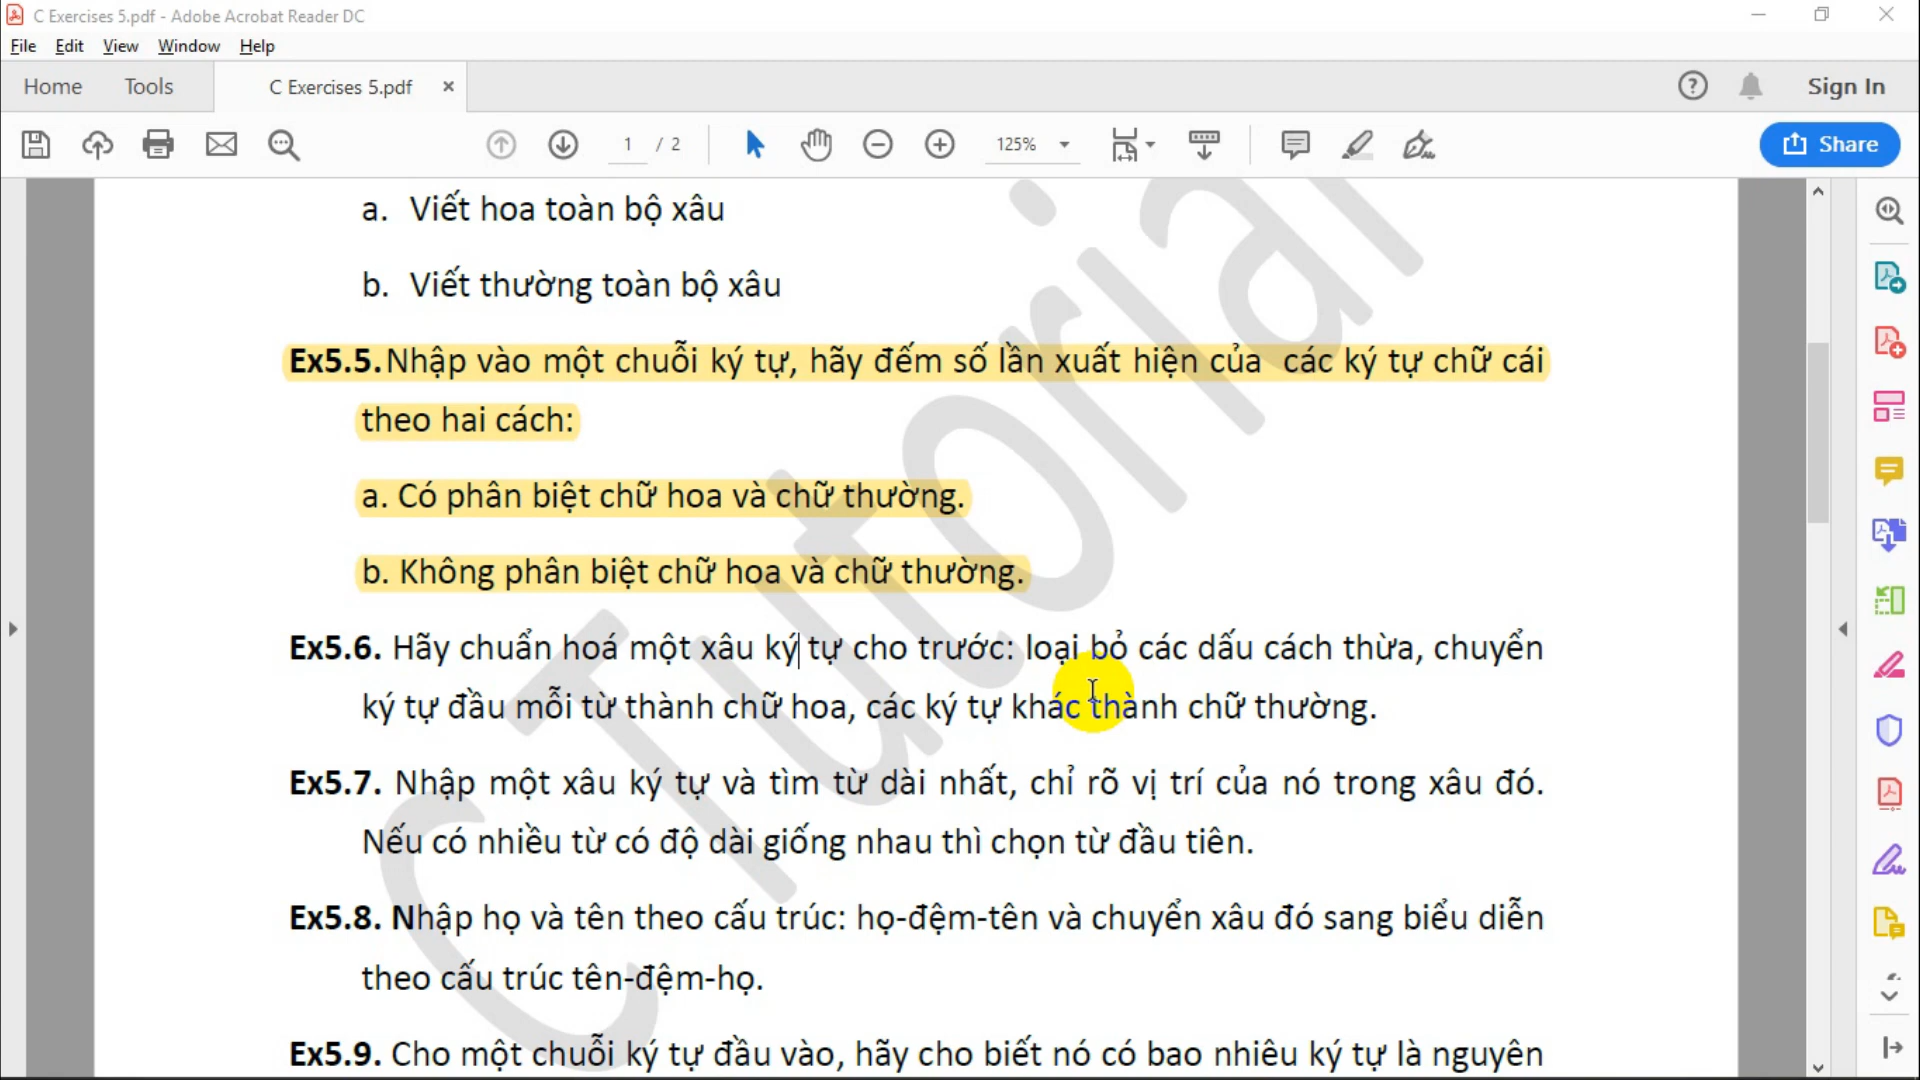 C Exercises 5.pdf - Adobe Acrobat Reader DC
File Edit View Window Help
Home Tools C Exercises 5.pdf × Sign In
1 / 2 125% Share
a. Viết hoa toàn bộ xâu
b. Viết thường toàn bộ xâu
Ex5.5.Nhập vào một chuỗi ký tự, hãy đếm số lần xuất hiện của các ký tự chữ cái
theo hai cách:
a. Có phân biệt chữ hoa và chữ thường.
b. Không phân biệt chữ hoa và chữ thường.
Ex5.6. Hãy chuẩn hoá một xâu ký tự cho trước: loại bỏ các dấu cách thừa, chuyển
ký tự đầu mỗi từ thành chữ hoa, các ký tự khác thành chữ thường.
Ex5.7. Nhập một xâu ký tự và tìm từ dài nhất, chỉ rõ vị trí của nó trong xâu đó.
Nếu có nhiều từ có độ dài giống nhau thì chọn từ đầu tiên.
Ex5.8. Nhập họ và tên theo cấu trúc: họ-đệm-tên và chuyển xâu đó sang biểu diễn
theo cấu trúc tên-đệm-họ.
Ex5.9. Cho một chuỗi ký tự đầu vào, hãy cho biết nó có bao nhiêu ký tự là nguyên
C Tutorial